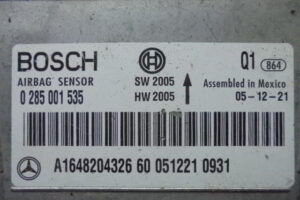 BOSCH
Q1 864
AIRBAG SENSOR
SW 2005
Assembled in Mexico
0 285 001 535
HW 2005
05-12-21
A1648204326 60 051221 0931